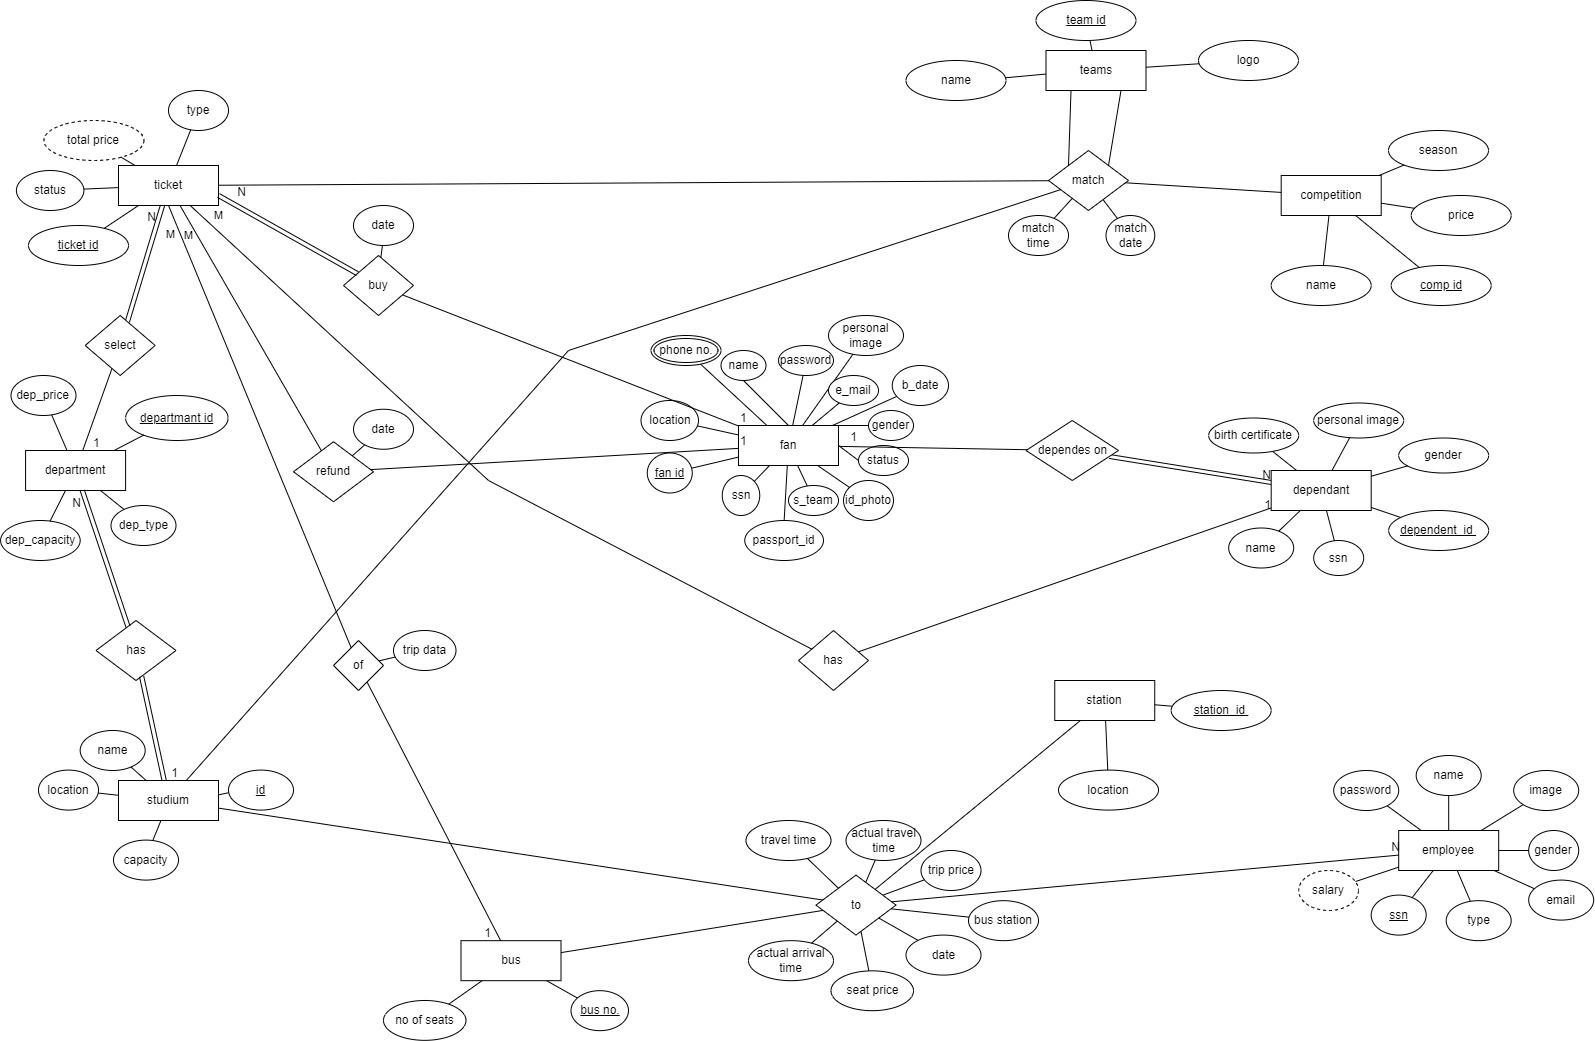 team id
teams
name
logo
type
total price
ticket
status
ticket id
N
M
N
M
M
date
buy
match
match
time
match
date
season
competition
price
name
comp id
select
personal
image
phone no.
name
password
e_mail
b_date
location
gender
1
1
fan
1
status
fan id
ssn
s_team
id_photo
passport_id
dep_price
departmant id
1
department
N
dep_capacity
dep_type
date
refund
dependes on
birth certificate
personal image
gender
N
dependant
1
name
ssn
dependent_id
has
of
trip data
has
station
station_id
location
name
1
location
studium
id
capacity
travel time
actual travel
time
trip price
to
bus station
actual arrival
time
date
seat price
password
name
image
N
employee
gender
salary
ssn
type
email
1
bus
no of seats
bus no.